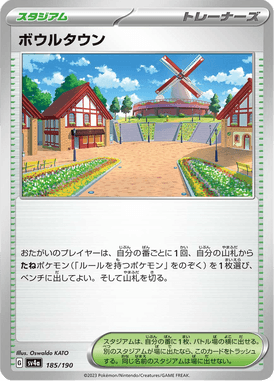 スタジアム トレーナーズ
ボウルタウン
おたがいのプレイヤーは、自分の番ごとに1回、自分の山札から
たねポケモン(「ルールを持つポケモン」をのぞく)を1枚選び、
ベンチに出してよい。そして山札を切る。
Illus. Oswaldo KATO
G sv4a 185/190
©2023 Pokémon/Nintendo/Creatures/GAME FREAK.
スタジアムは、自分の番に1枚だけ、バトル場の横に出せる。
別のスタジアムが場に出たなら、このカードをトラッシュする。
同じ名前のスタジアムは場に出せない。